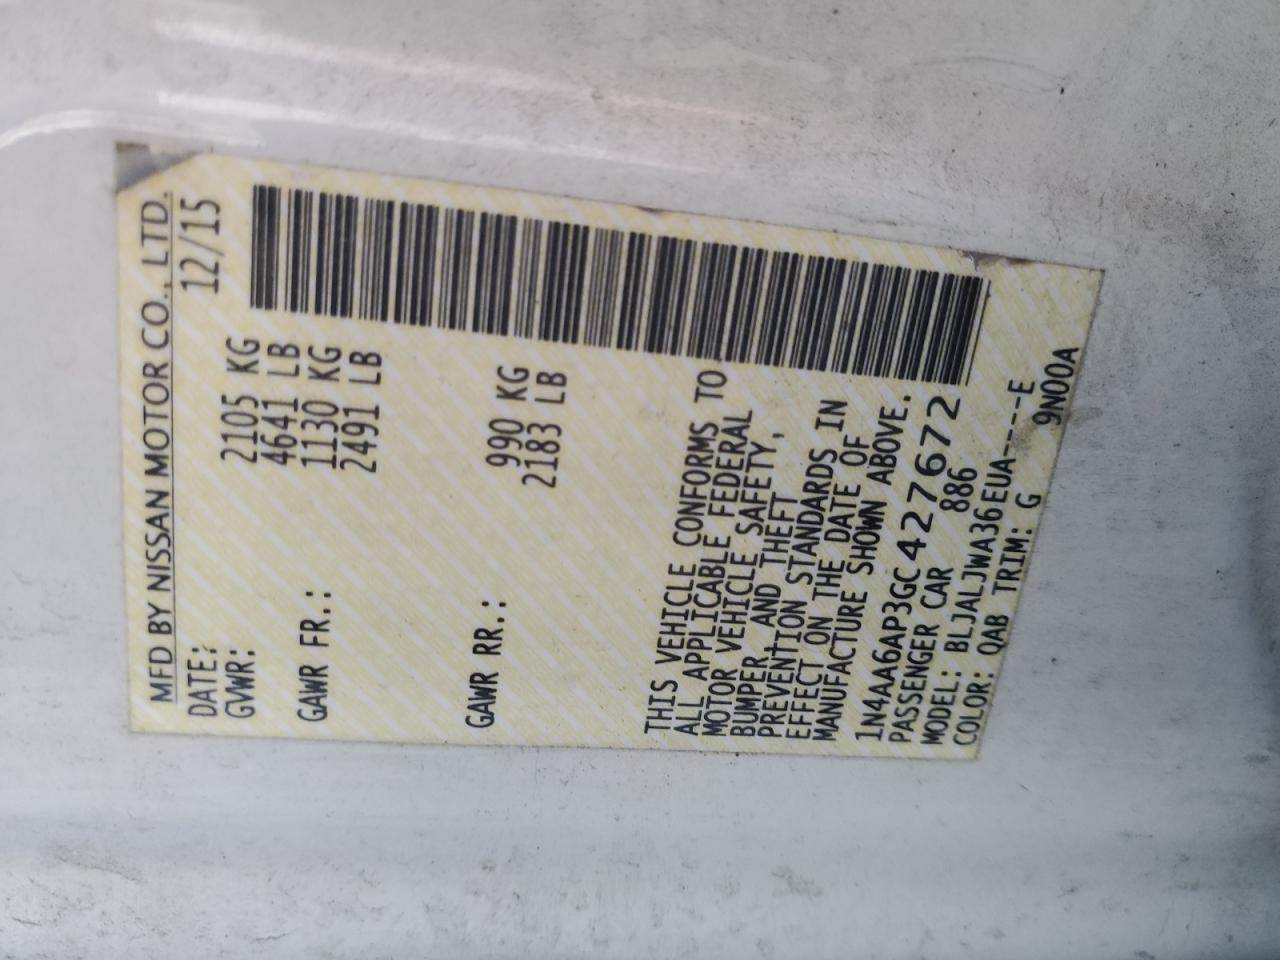 MFD BY NISSAN MOTOR CO., LTD.
DATE: 12/15
GVWR: 2105 KG
4641 LB
GAWR FR.: 1130 KG
2491 LB
GAWR RR.: 990 KG
2183 LB
THIS VEHICLE CONFORMS TO
ALL APPLICABLE FEDERAL
MOTOR VEHICLE SAFETY,
BUMPER, AND THEFT
PREVENTION STANDARDS IN
EFFECT ON THE DATE OF
MANUFACTURE SHOWN ABOVE.
1N4AA6AP3GC427672
PASSENGER CAR 886
MODEL: BLJALJWA36EUA----E
COLOR: QAB TRIM: G 9N00A